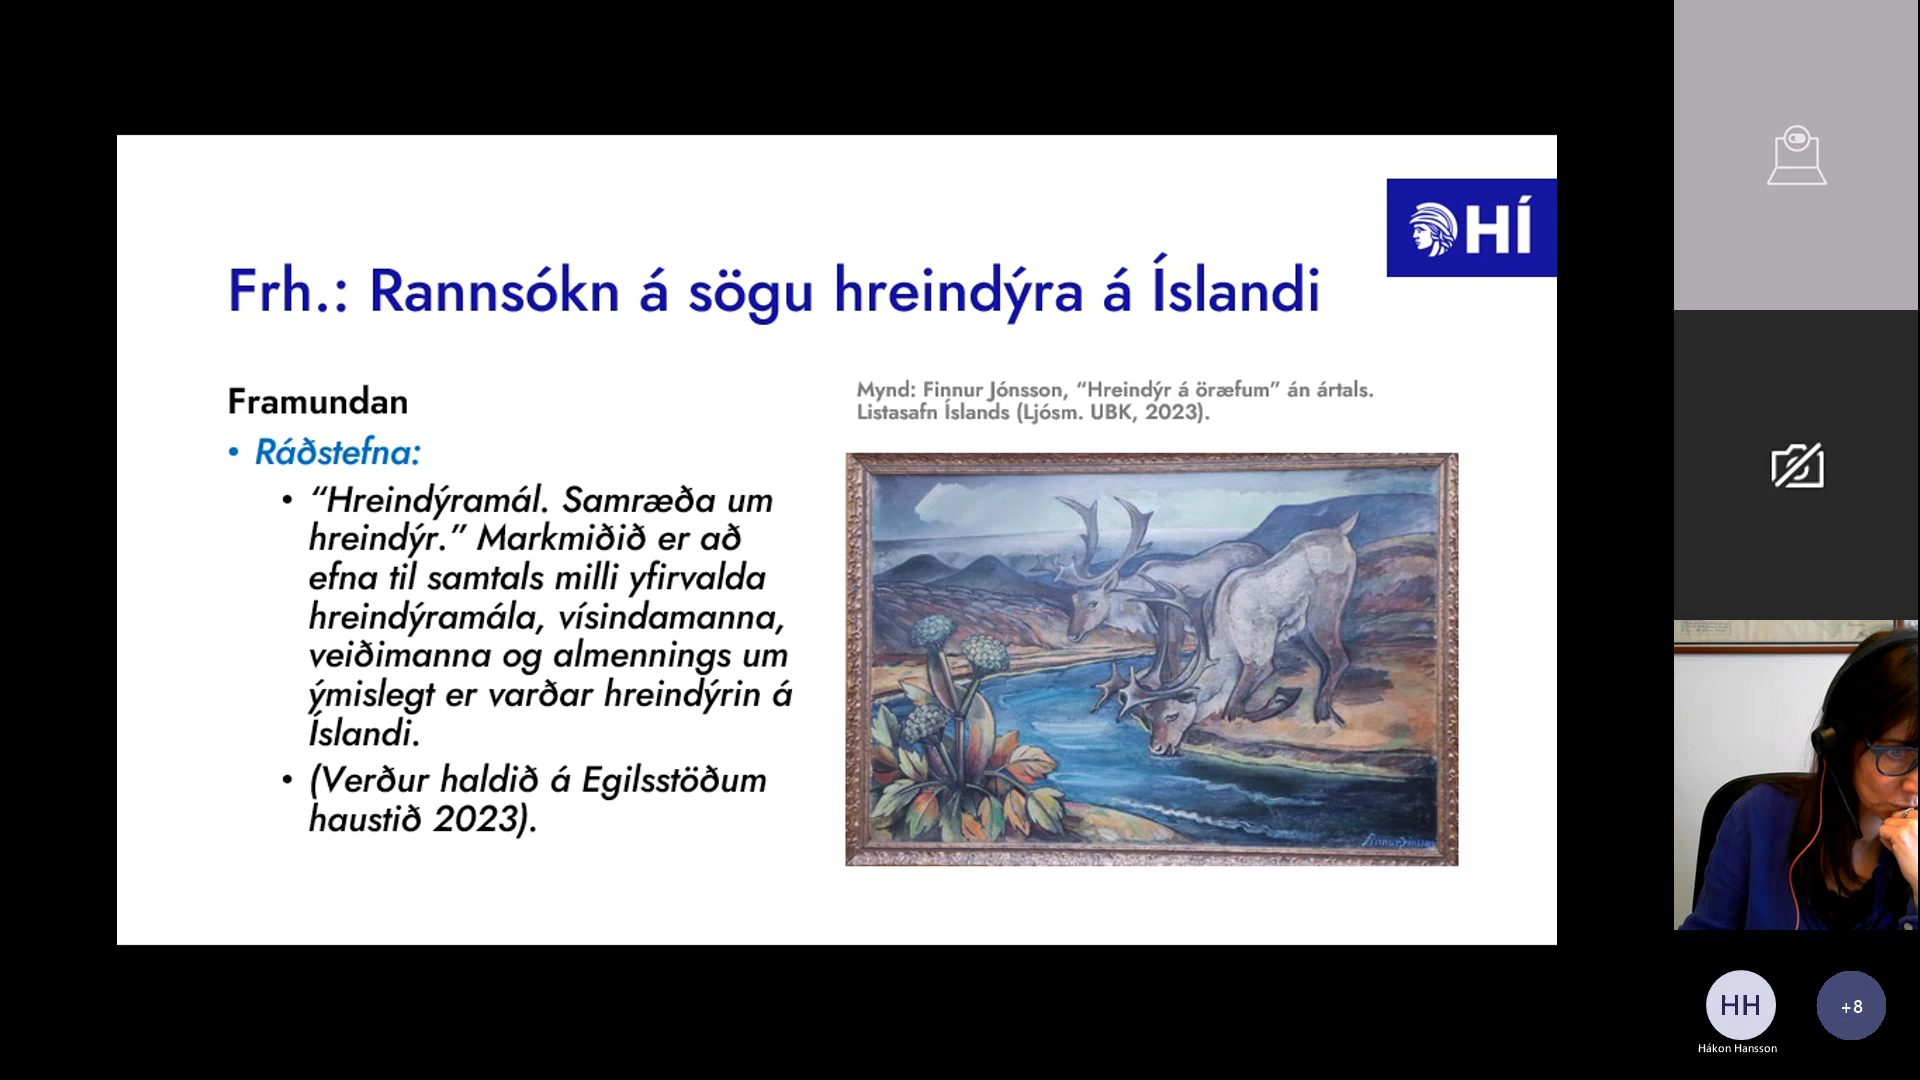 HÍ
Frh.: Rannsókn á sögu hreindýra á Íslandi
Framundan
• Ráðstefna:
• “Hreindýramál. Samræða um
hreindýr.” Markmiðið er að
efna til samtals milli yfirvalda
hreindýramála, vísindamanna,
veiðimanna og almennings um
ýmislegt er varðar hreindýrin á
Íslandi.
• (Verður haldið á Egilsstöðum
haustið 2023).
Mynd: Finnur Jónsson, “Hreindýr á öræfum” án ártals.
Listasafn Íslands (Ljósm. UBK, 2023).
Finnur Jónsson
HH
+8
Hákon Hansson